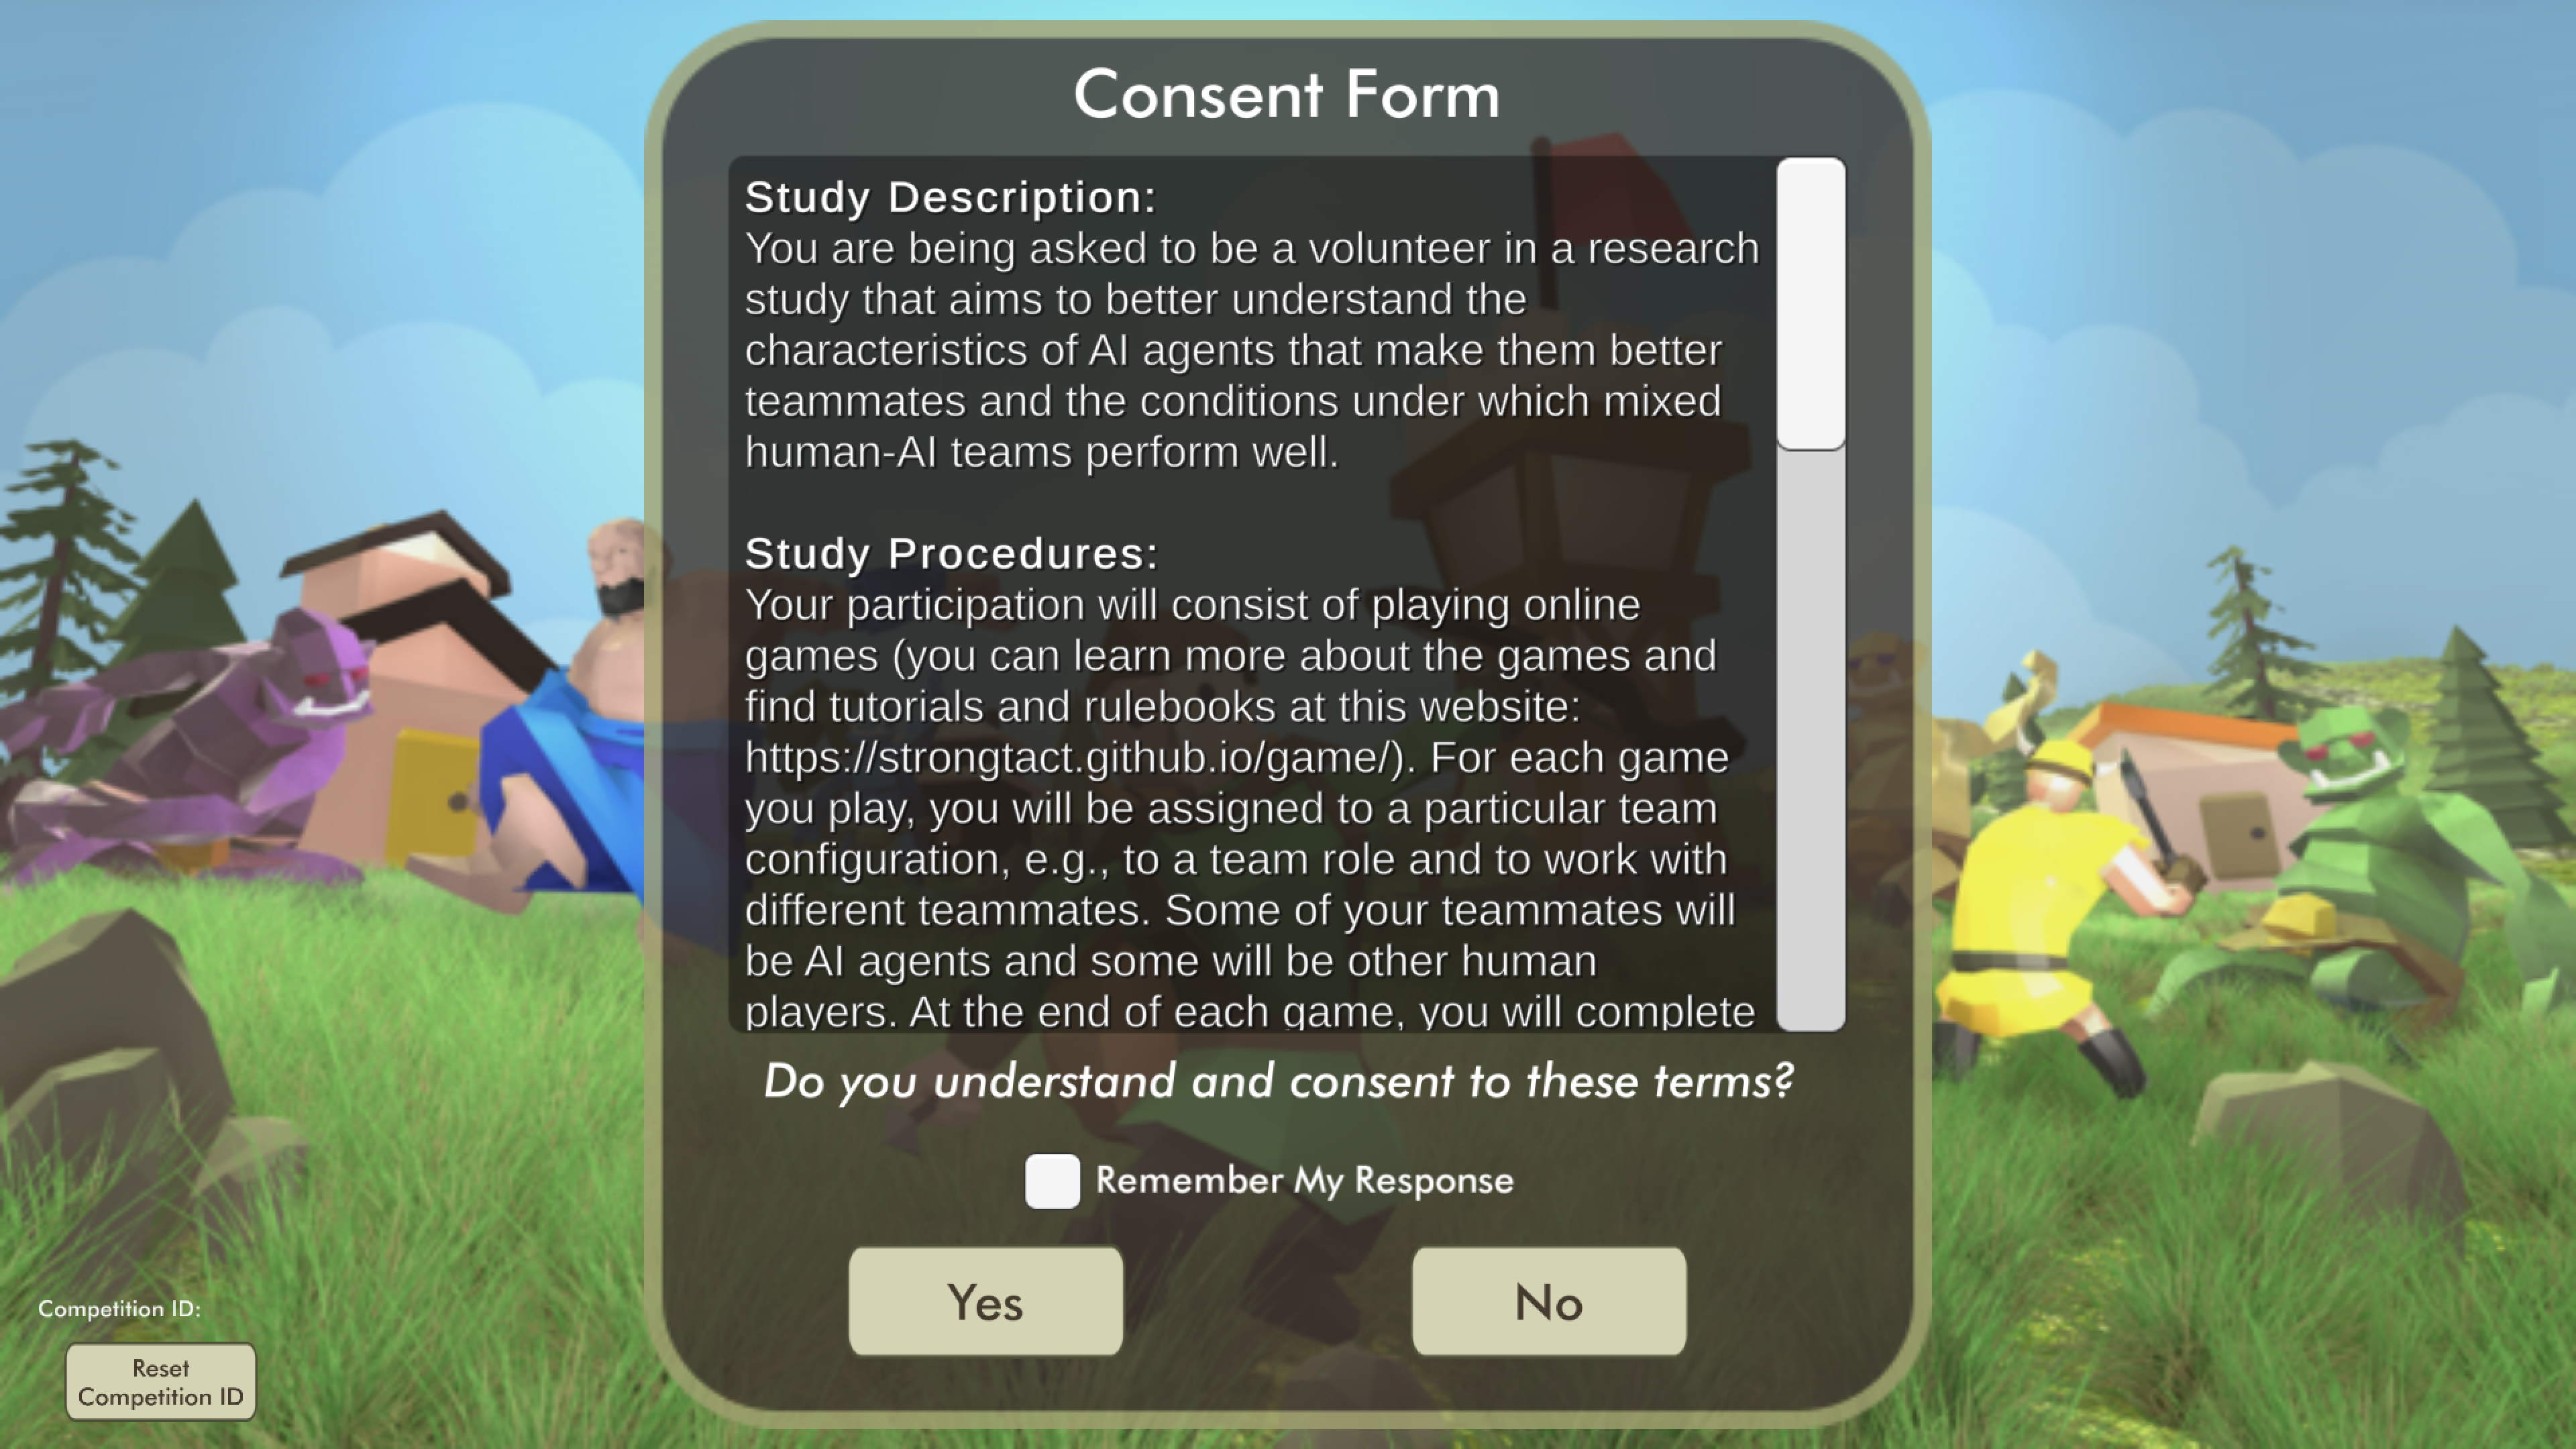 Consent Form
Study Description:
You are being asked to be a volunteer in a research
study that aims to better understand the
characteristics of AI agents that make them better
teammates and the conditions under which mixed
human-AI teams perform well.
Study Procedures:
Your participation will consist of playing online
games (you can learn more about the games and
find tutorials and rulebooks at this website:
https://strongtact.github.io/game/). For each game
you play, you will be assigned to a particular team
configuration, e.g., to a team role and to work with
different teammates. Some of your teammates will
be AI agents and some will be other human
players. At the end of each game, you will complete
Do you understand and consent to these terms?
Remember My Response
Yes
No
Competition ID:
Reset
Competition ID